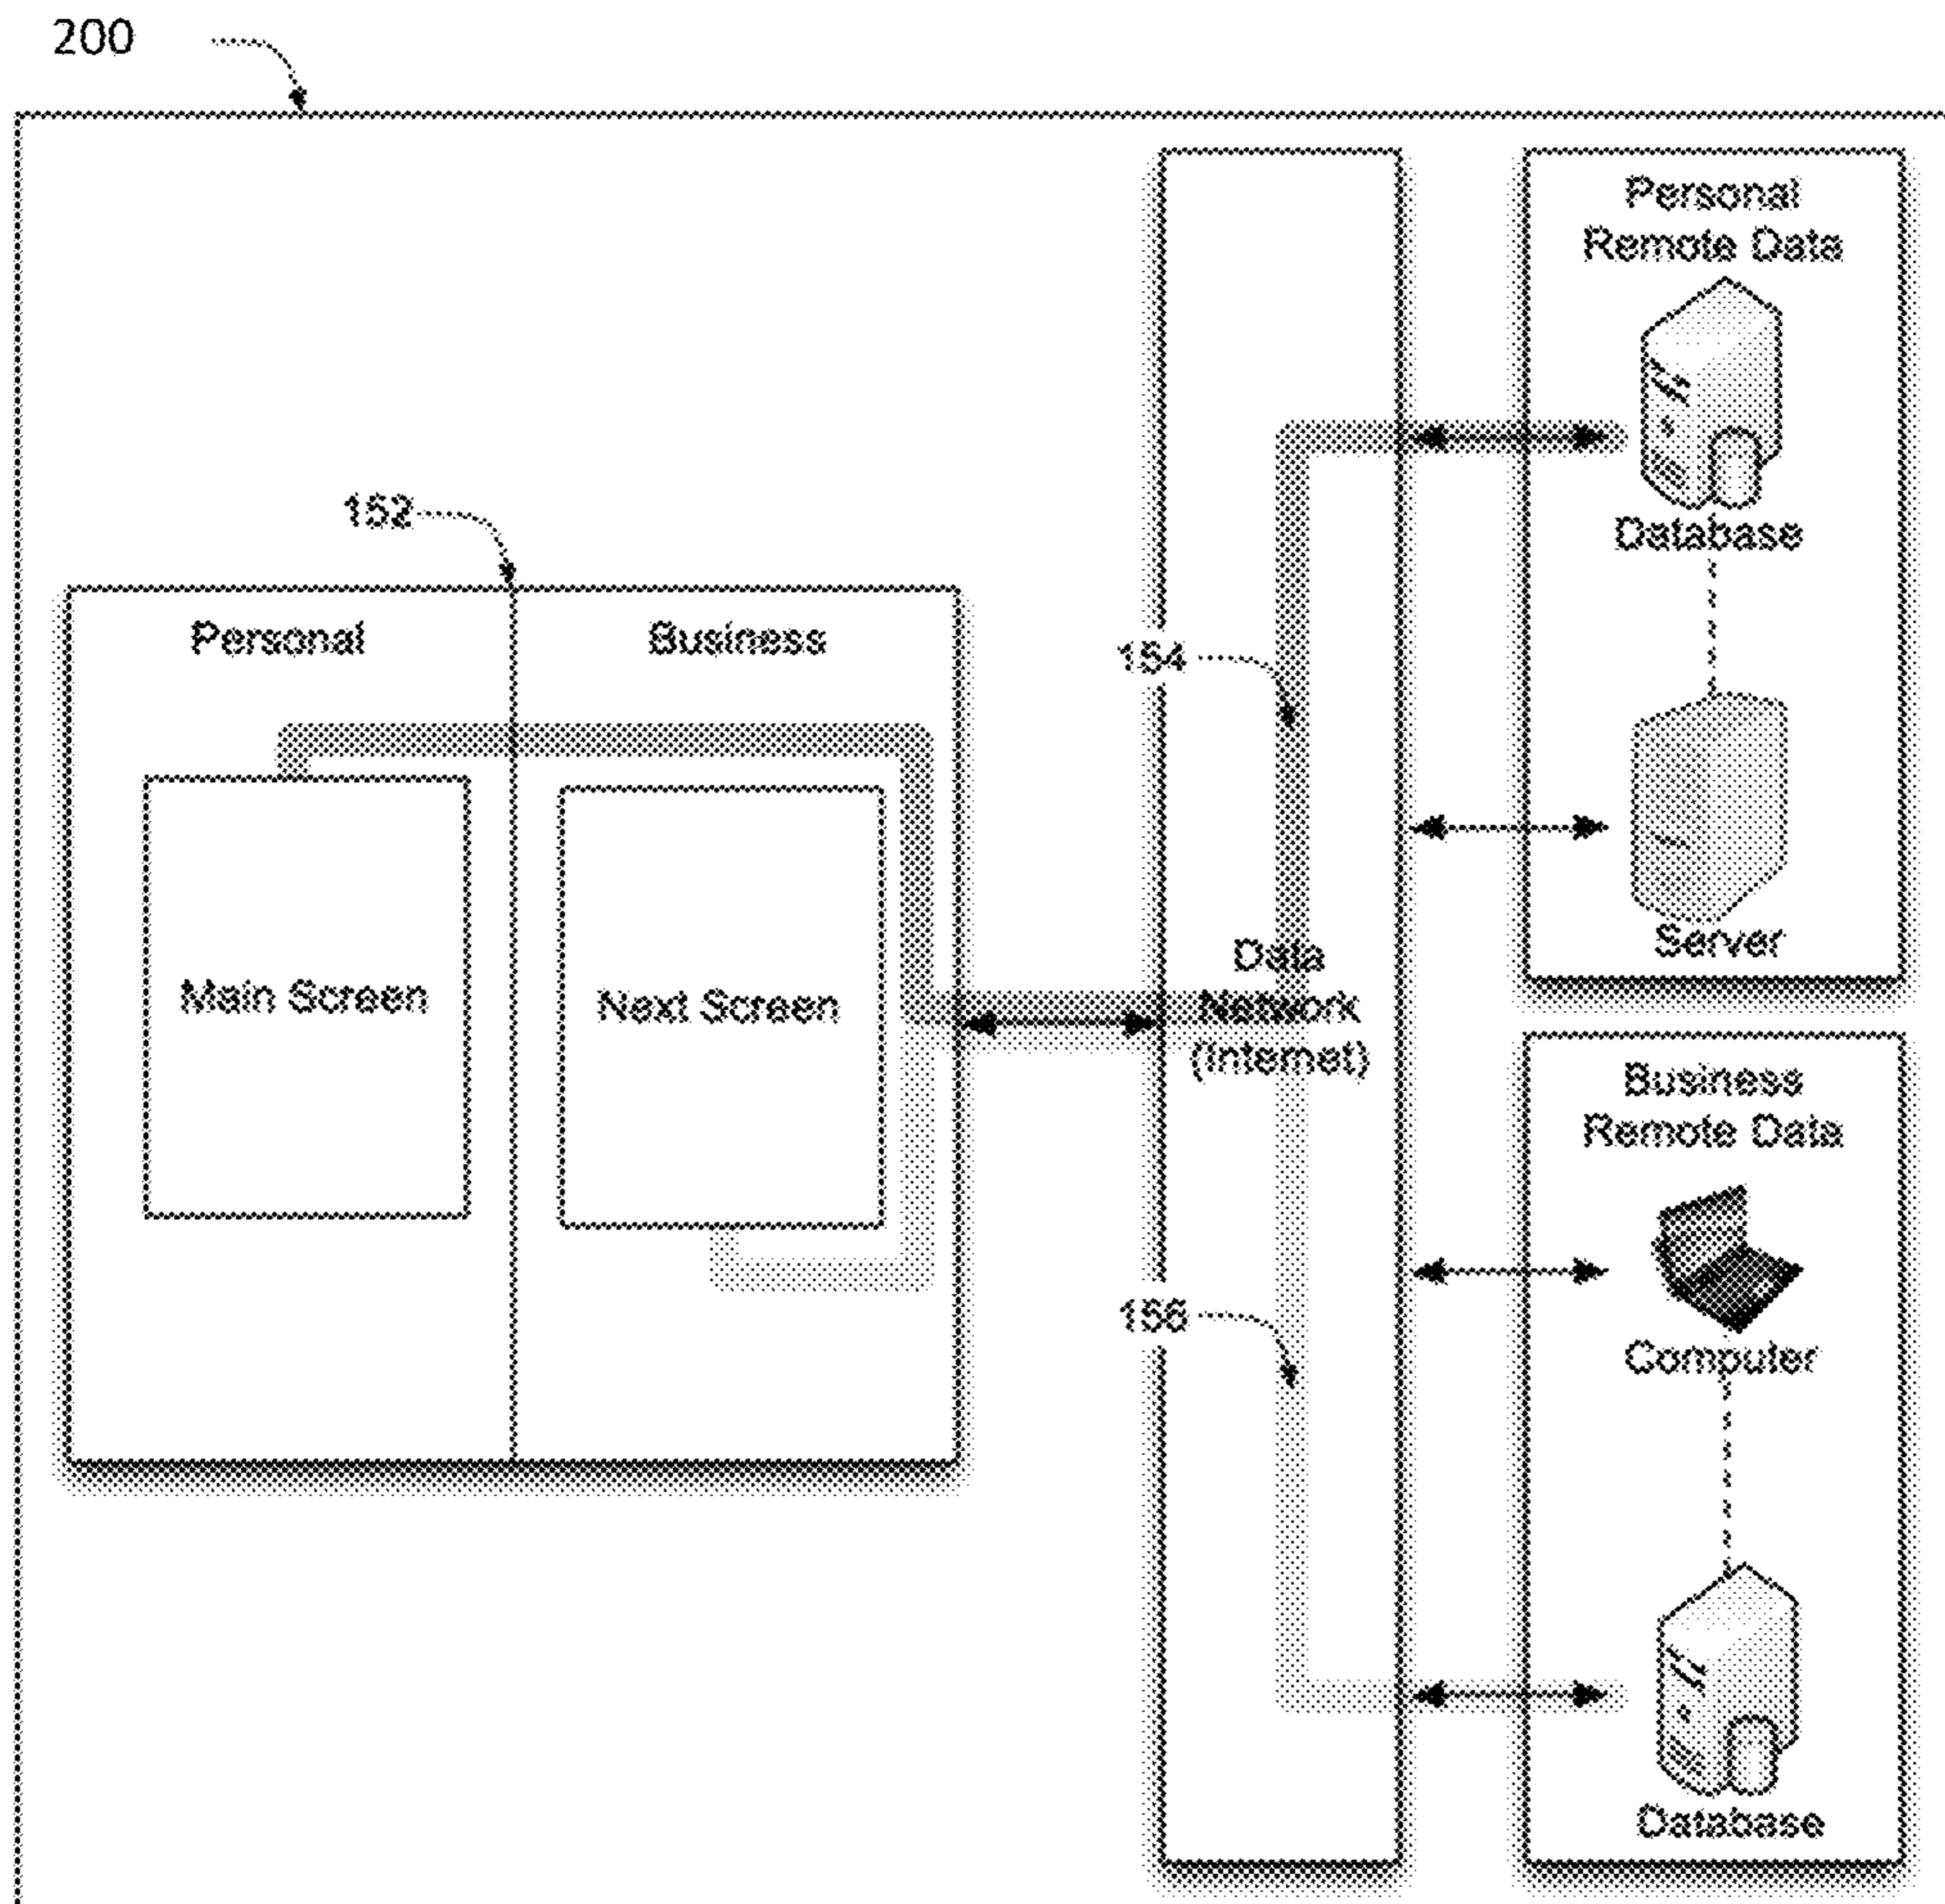 200
152
Personal
Business
Main Screen
Next Screen
154
Data
Network
(Internet)
156
Personal
Remote Data
Database
Server
Business
Remote Data
Computer
Database